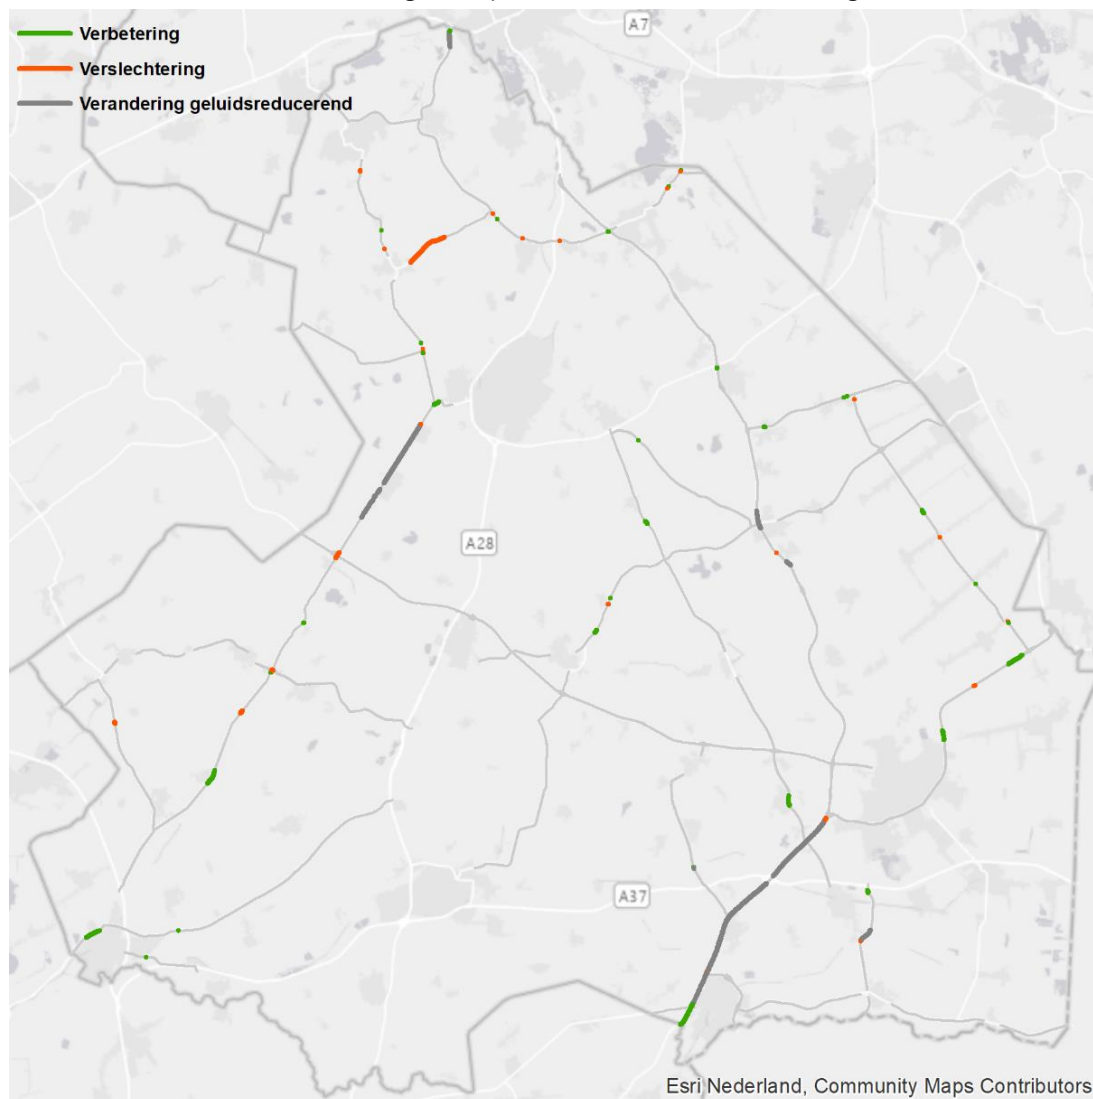 A7
Verbetering
Verslechtering
Verandering geluidsreducerend
A28
A37
Esri Nederland, Community Maps Contributors